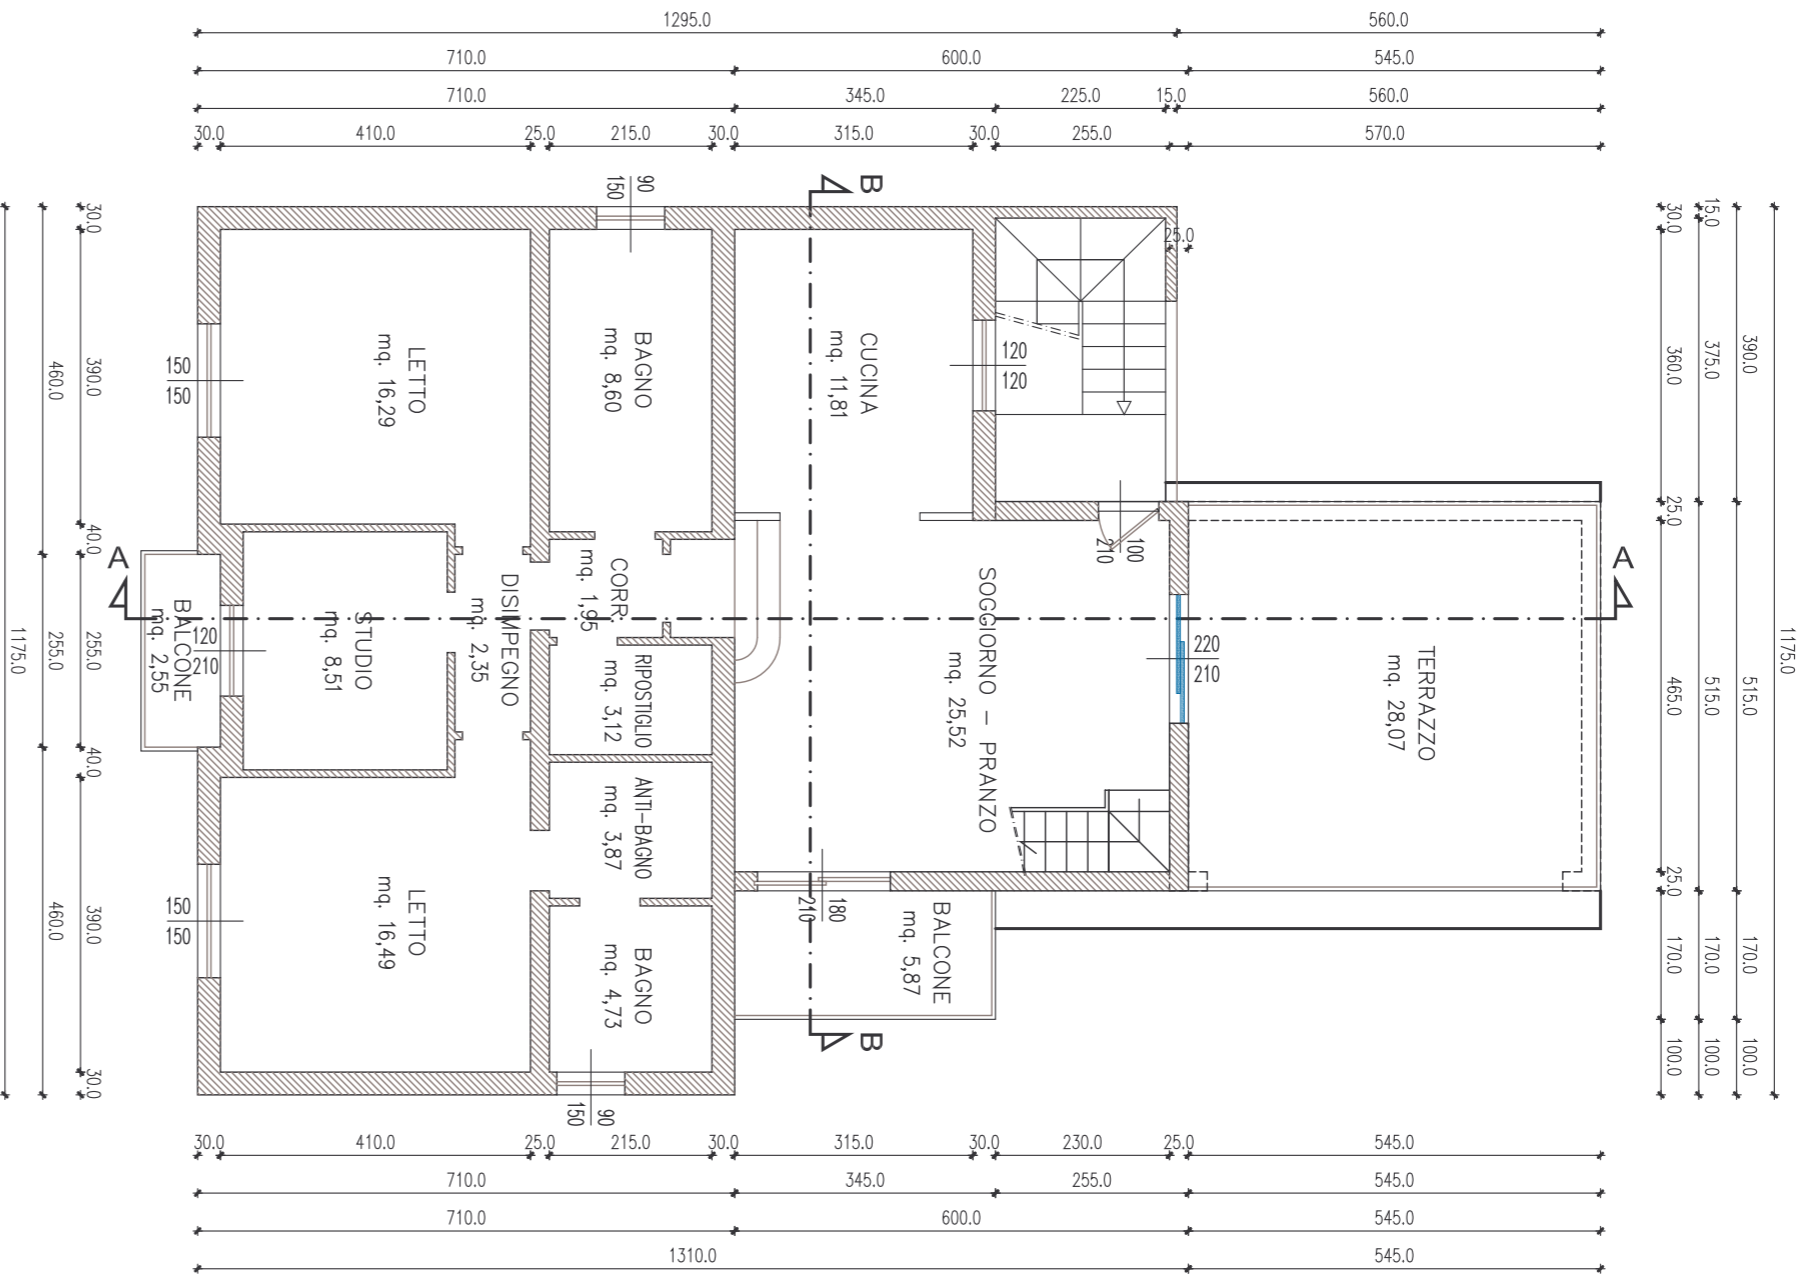 1295.0 560.0
710.0 600.0 545.0
710.0 345.0 225.0 15.0 560.0
30.0 410.0 25.0 215.0 30.0 315.0 30.0 255.0 570.0
B
90
150
25.0
LETTO
mq. 16,29
BAGNO
mq. 8,60
CUCINA
mq. 11,81
120
120
150
150
100
210
A
A
BALCONE
mq. 2,55
120
210
STUDIO
mq. 8,51
DISIMPEGNO
mq. 2,35
CORR.
mq. 1,95
RIPOSTIGLIO
mq. 3,12
SOGGIORNO – PRANZO
mq. 25,52
220
210
TERRAZZO
mq. 28,07
ANTI–BAGNO
mq. 3,87
LETTO
mq. 16,49
150
150
BAGNO
mq. 4,73
180
210
BALCONE
mq. 5,87
B
90
150
1175.0
460.0 255.0 460.0
30.0 390.0 40.0 255.0 40.0 390.0 30.0
30.0 360.0 25.0 465.0 25.0 170.0 100.0
15.0 375.0 515.0 170.0 100.0
390.0 515.0 170.0 100.0
1175.0
30.0 410.0 25.0 215.0 30.0 315.0 30.0 230.0 25.0 545.0
710.0 345.0 255.0 545.0
710.0 600.0 545.0
1310.0 545.0